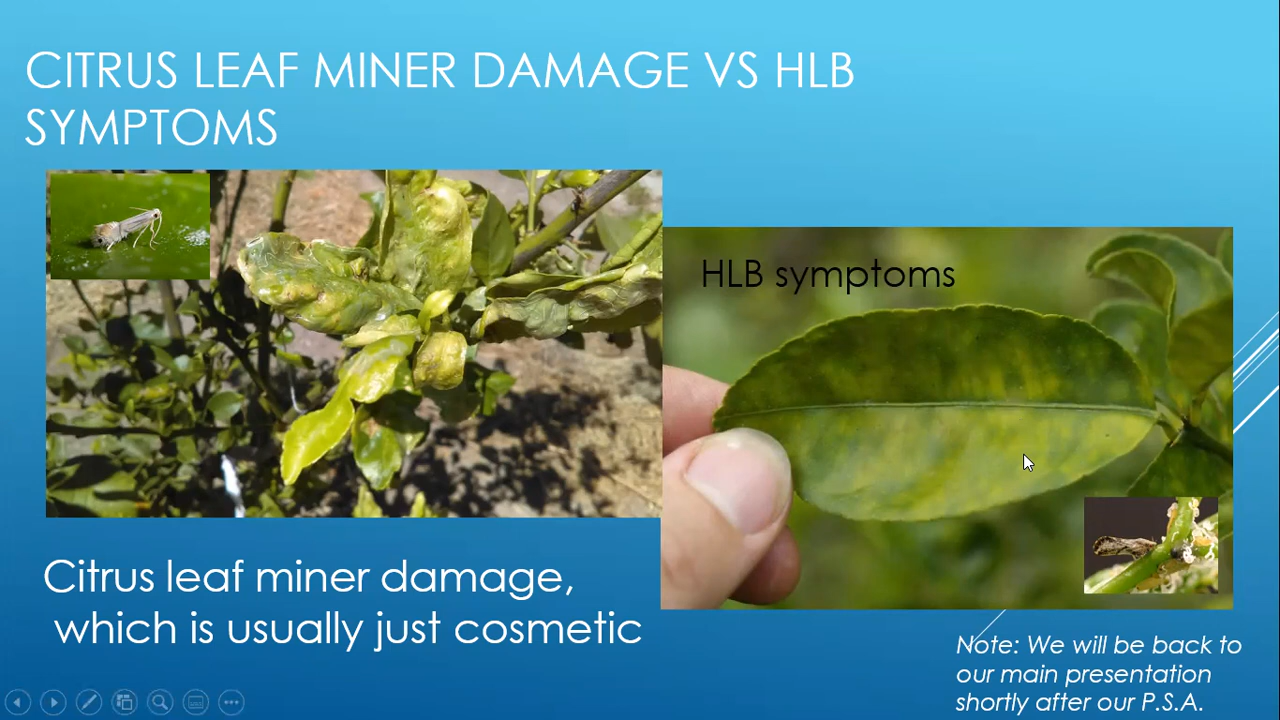 CITRUS LEAF MINER DAMAGE VS HLB
SYMPTOMS
HLB symptoms
Citrus leaf miner damage,
which is usually just cosmetic
Note: We will be back to
our main presentation
shortly after our P.S.A.